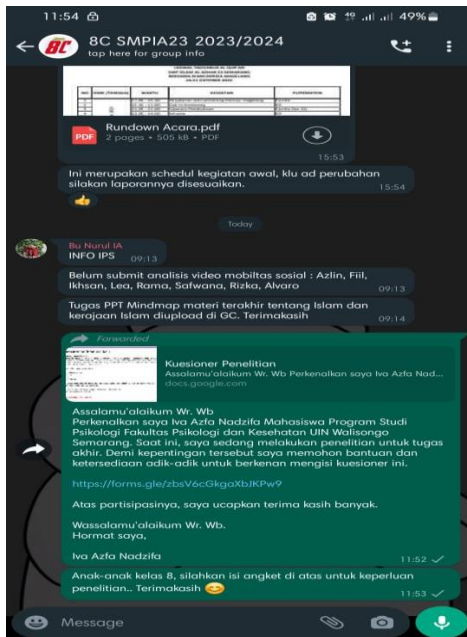 11:54
49%
8C SMPIA23 2023/2024
tap here for group info
NO
WAKTU
KEGIATAN
PDF
Rundown Acara.pdf
2 pages • 505 kB • PDF
15:53
Ini merupakan schedul kegiatan awal, klu ad perubahan
silakan laporannya disesuaikan.
15:54
Today
Bu Nurul IA
INFO IPS
09:13
Belum submit analisis video mobiltas sosial : Azlin, Fiil,
Ikhsan, Lea, Rama, Safwana, Rizka, Alvaro
09:13
Tugas PPT Mindmap materi terakhir tentang Islam dan
kerajaan Islam diupload di GC. Terimakasih
09:14
Forwarded
Kuesioner Penelitian
Assalamu'alaikum Wr. Wb Perkenalkan saya Iva Azfa Nad...
docs.google.com
Assalamu'alaikum Wr. Wb
Perkenalkan saya Iva Azfa Nadzifa Mahasiswa Program Studi
Psikologi Fakultas Psikologi dan Kesehatan UIN Walisongo
Semarang. Saat ini, saya sedang melakukan penelitian untuk tugas
akhir. Demi kepentingan tersebut saya memohon bantuan dan
ketersediaan adik-adik untuk berkenan mengisi kuesioner ini.
https://forms.gle/zbsV6cGkgaXbJKPw9
Atas partisipasinya, saya ucapkan terima kasih banyak.
Wassalamu'alaikum Wr. Wb.
Hormat saya,
Iva Azfa Nadzifa
11:52
Anak-anak kelas 8, silahkan isi angket di atas untuk keperluan
penelitian.. Terimakasih 😊
11:53
Message